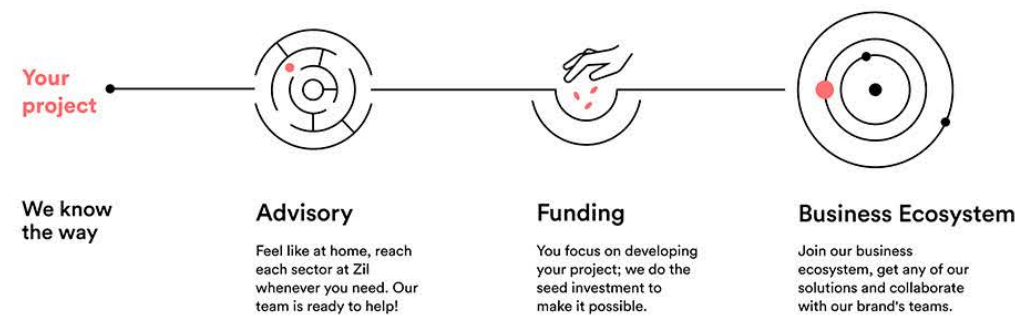 Your
project
We know
the way
Advisory
Feel like at home, reach
each sector at Zil
whenever you need. Our
team is ready to help!
Funding
You focus on developing
your project; we do the
seed investment to
make it possible.
Business Ecosystem
Join our business
ecosystem, get any of our
solutions and collaborate
with our brand's teams.